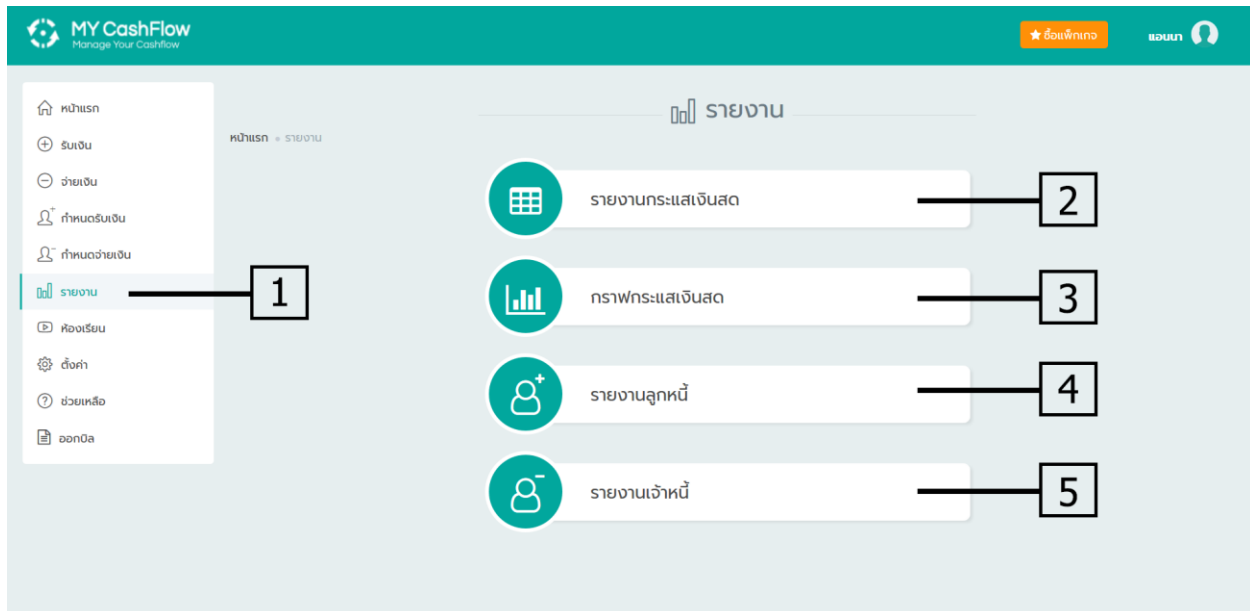 MY CashFlow
Manage Your Cashflow
ซื้อแพ็กเกจ
แอนนา
หน้าแรก
รับเงิน
จ่ายเงิน
กำหนดรับเงิน
กำหนดจ่ายเงิน
รายงาน
ห้องเรียน
ตั้งค่า
ช่วยเหลือ
ออกบิล
1
รายงาน
หน้าแรก » รายงาน
รายงานกระแสเงินสด
2
กราฟกระแสเงินสด
3
รายงานลูกหนี้
4
รายงานเจ้าหนี้
5